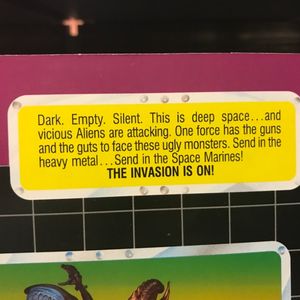 Dark. Empty. Silent. This is deep space...and
vicious Aliens are attacking. One force has the guns
and the guts to face these ugly monsters. Send in the
heavy metal...Send in the Space Marines!
THE INVASION IS ON!